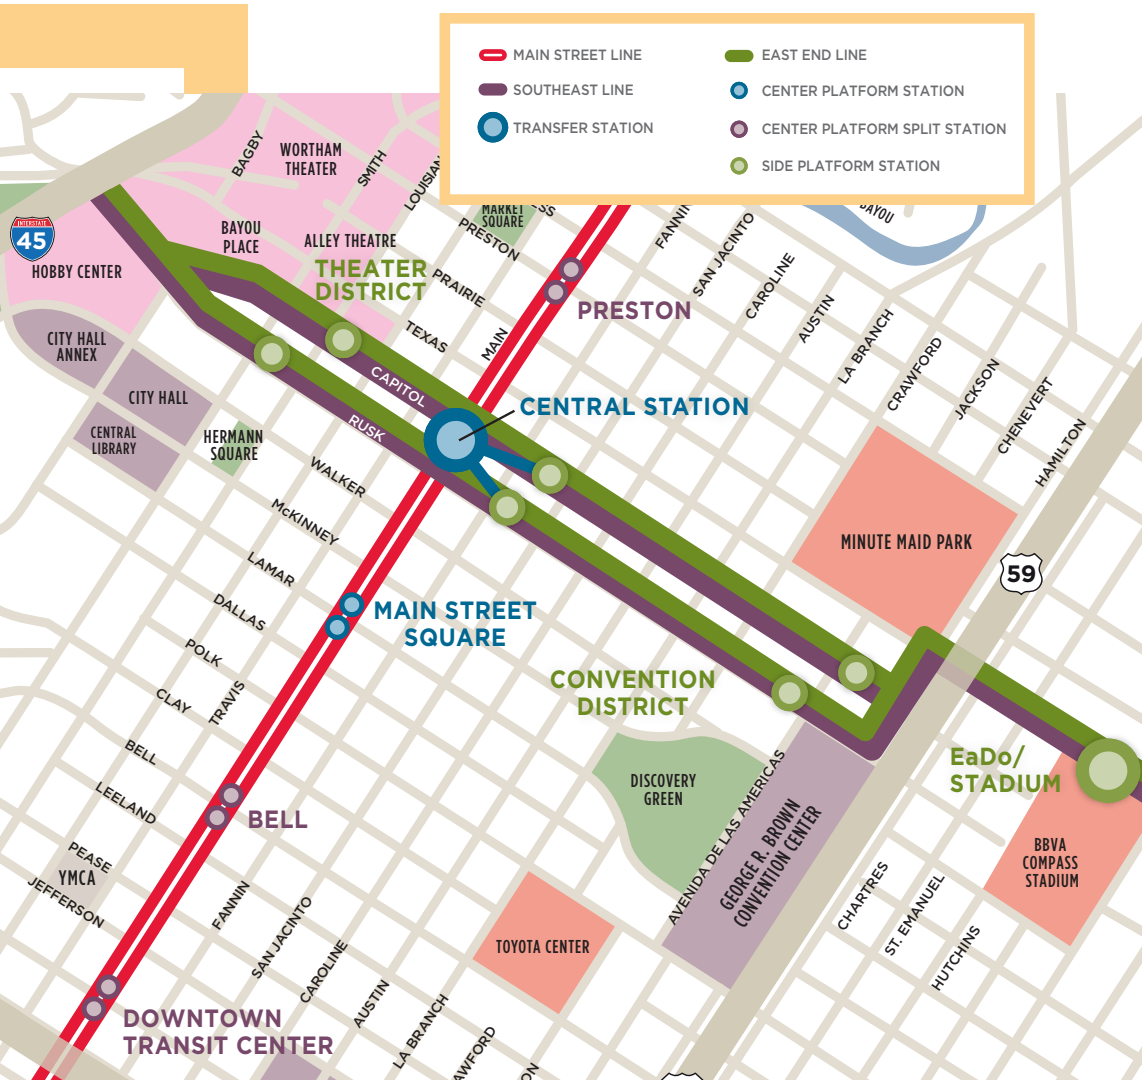 MAIN STREET LINE
SOUTHEAST LINE
TRANSFER STATION
EAST END LINE
CENTER PLATFORM STATION
CENTER PLATFORM SPLIT STATION
SIDE PLATFORM STATION
BAGBY
WORTHAM
THEATER
SMITH
LOUISIAN
MARKET
SQUARE
ESS
PRESTON
BAYOU
FANNIN
SAN JACINTO
CAROLINE
AUSTIN
LA BRANCH
CRAWFORD
JACKSON
CHENEVERT
HAMILTON
INTERSTATE
45
HOBBY CENTER
BAYOU
PLACE
ALLEY THEATRE
THEATER
DISTRICT
PRAIRIE
TEXAS
MAIN
PRESTON
CITY HALL
ANNEX
CITY HALL
CENTRAL
LIBRARY
HERMANN
SQUARE
CAPITOL
RUSK
CENTRAL STATION
WALKER
McKINNEY
LAMAR
DALLAS
POLK
CLAY
TRAVIS
BELL
LEELAND
PEASE
YMCA
JEFFERSON
MINUTE MAID PARK
59
MAIN STREET
SQUARE
CONVENTION
DISTRICT
EaDo/
STADIUM
DISCOVERY
GREEN
AVENIDA DE LAS AMERICAS
GEORGE R. BROWN
CONVENTION CENTER
BBVA
COMPASS
STADIUM
BELL
TOYOTA CENTER
CHARTRES
ST. EMANUEL
HUTCHINS
FANNIN
SAN JACINTO
CAROLINE
AUSTIN
LA BRANCH
AWFORD
ON
DOWNTOWN
TRANSIT CENTER